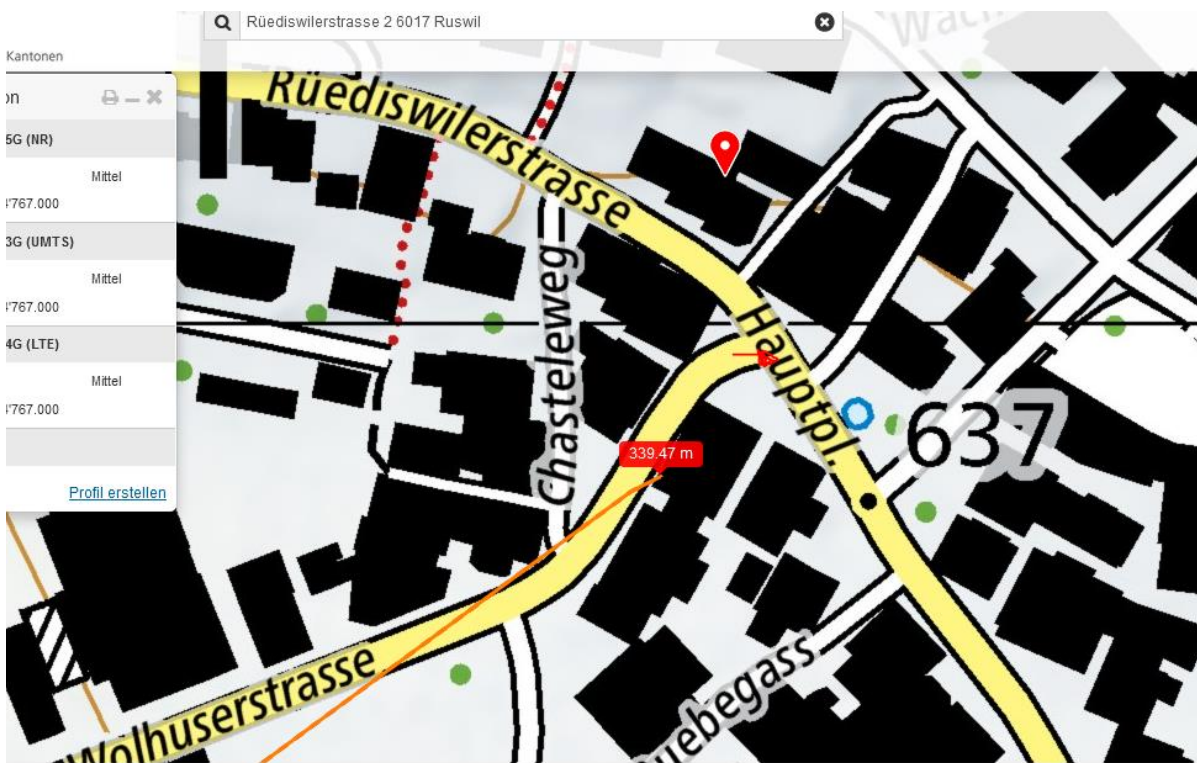 Rüediswilerstrasse 2 6017 Ruswil
Kantonen
on
5G (NR)
Mittel
'767.000
3G (UMTS)
Mittel
'767.000
4G (LTE)
Mittel
'767.000
Profil erstellen
Rüediswilerstrasse
Chasteleweg
Hauptpl.
637
339.47 m
Wolhuserstrasse
uebegass